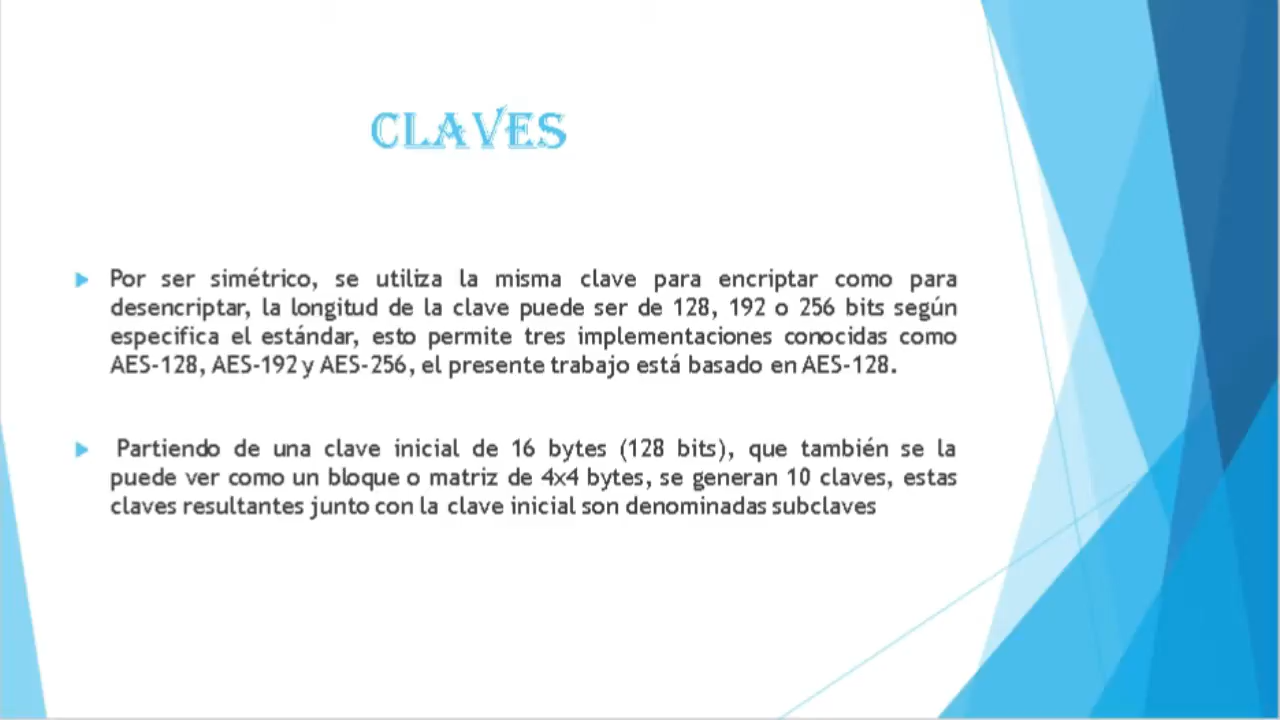 CLAVES
Por ser simétrico, se utiliza la misma clave para encriptar como para
desencriptar, la longitud de la clave puede ser de 128, 192 o 256 bits según
especifica el estándar, esto permite tres implementaciones conocidas como
AES-128, AES-192 y AES-256, el presente trabajo está basado en AES-128.
Partiendo de una clave inicial de 16 bytes (128 bits), que también se la
puede ver como un bloque o matriz de 4x4 bytes, se generan 10 claves, estas
claves resultantes junto con la clave inicial son denominadas subclaves